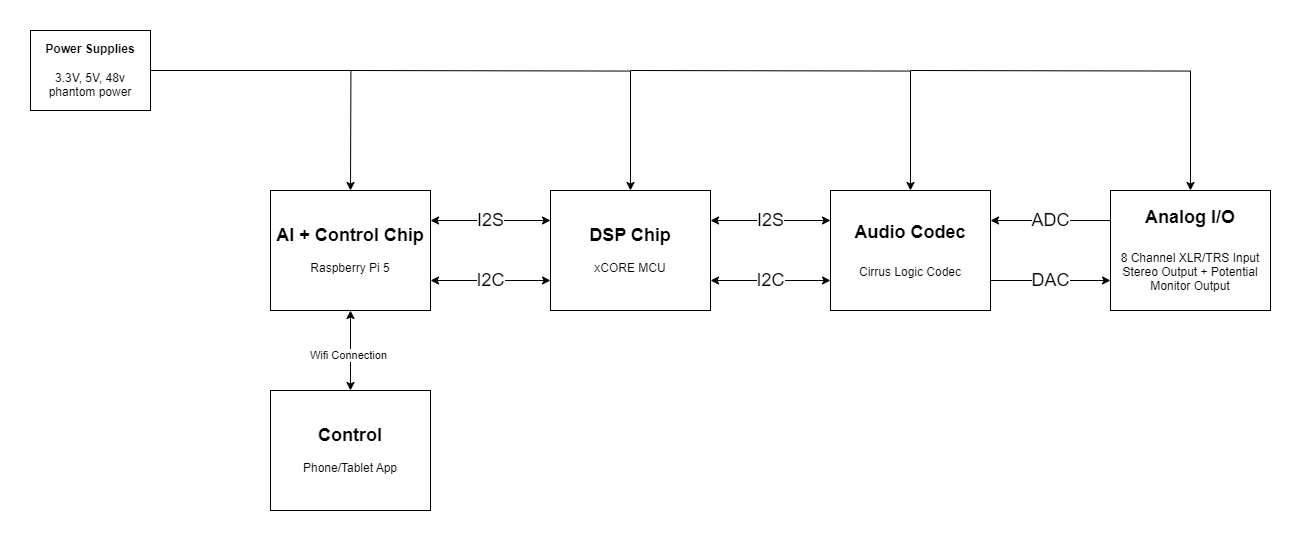 Power Supplies
3.3V, 5V, 48v
phantom power
AI + Control Chip
Raspberry Pi 5
I2S
I2C
DSP Chip
xCORE MCU
I2S
I2C
Audio Codec
Cirrus Logic Codec
ADC
DAC
Analog I/O
8 Channel XLR/TRS Input
Stereo Output + Potential
Monitor Output
Wifi Connection
Control
Phone/Tablet App